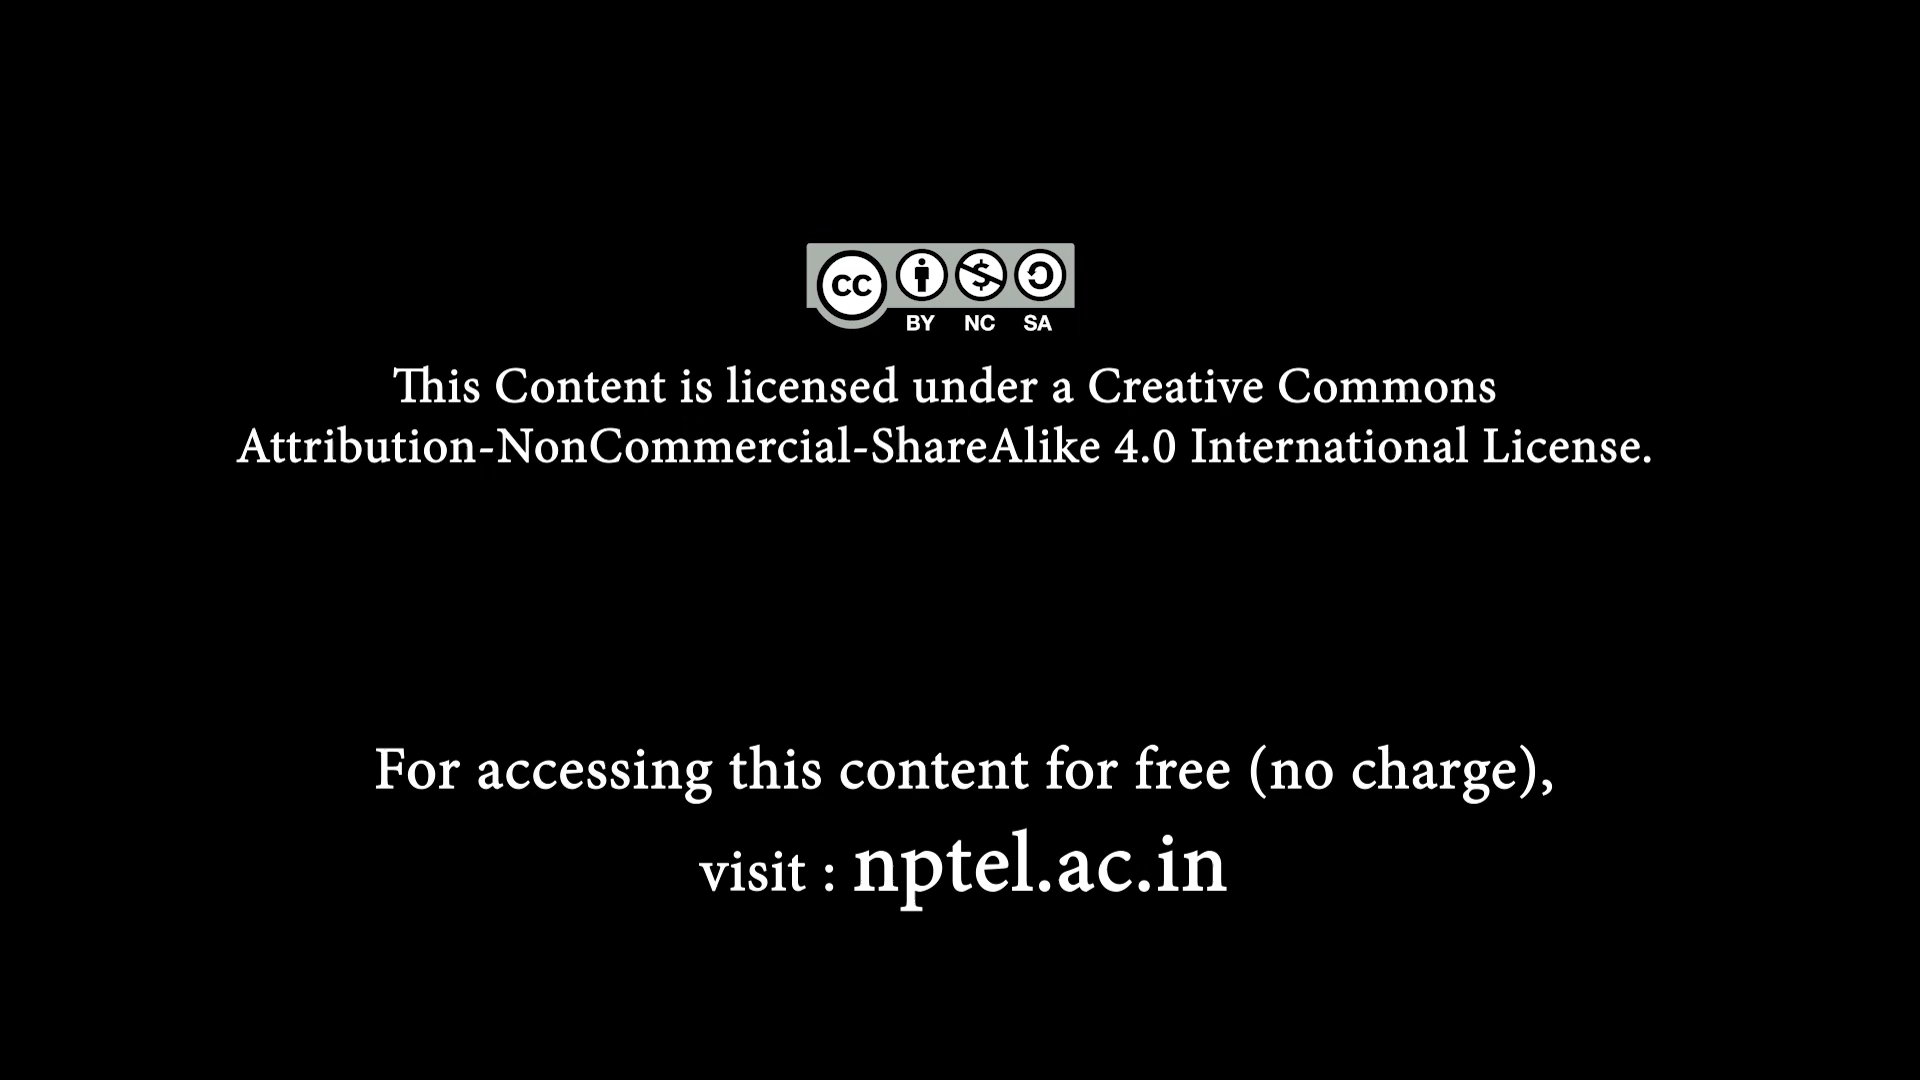 cc
BY NC SA
This Content is licensed under a Creative Commons
Attribution-NonCommercial-ShareAlike 4.0 International License.
For accessing this content for free (no charge),
visit : nptel.ac.in